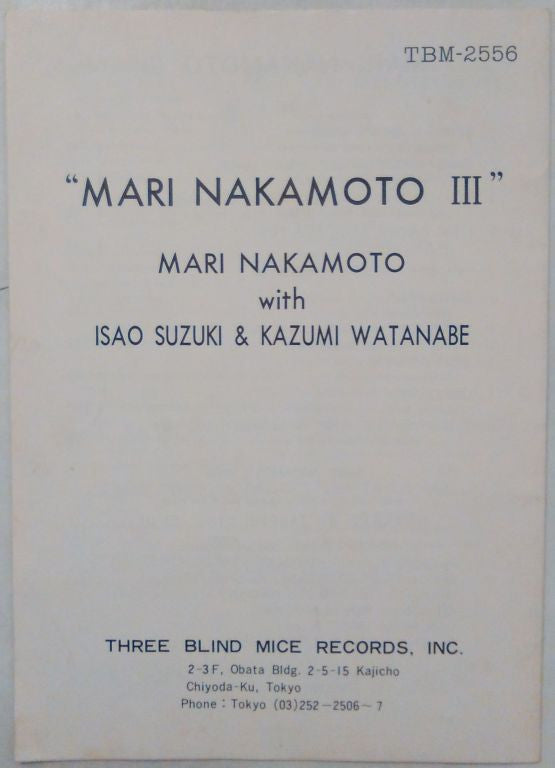 TBM-2556
“MARI NAKAMOTO III”
MARI NAKAMOTO
with
ISAO SUZUKI & KAZUMI WATANABE
THREE BLIND MICE RECORDS, INC.
2-3F, Obata Bldg. 2-5-15 Kajicho
Chiyoda-Ku, Tokyo
Phone : Tokyo (03)252-2506~7